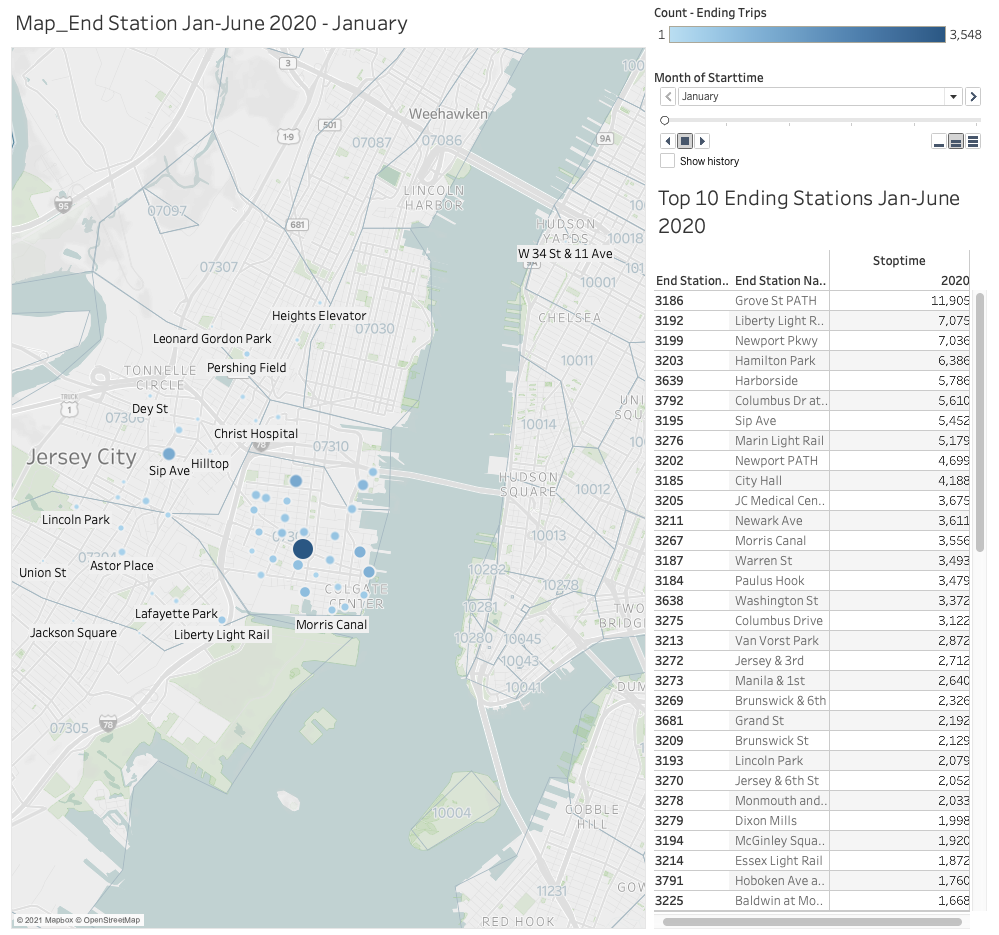 Map_End Station Jan-June 2020 - January
Count - Ending Trips
1 3,548
Month of Starttime
January
Show history
Top 10 Ending Stations Jan-June
2020
Stoptime
End Station.. End Station Na.. 2020
3186 Grove St PATH 11,905
3192 Liberty Light R.. 7,075
3199 Newport Pkwy 7,036
3203 Hamilton Park 6,386
3639 Harborside 5,786
3792 Columbus Dr at.. 5,610
3195 Sip Ave 5,452
3276 Marin Light Rail 5,179
3202 Newport PATH 4,699
3185 City Hall 4,188
3205 JC Medical Cen.. 3,675
3211 Newark Ave 3,611
3267 Morris Canal 3,556
3187 Warren St 3,493
3184 Paulus Hook 3,479
3638 Washington St 3,372
3275 Columbus Drive 3,122
3213 Van Vorst Park 2,872
3272 Jersey & 3rd 2,712
3273 Manila & 1st 2,640
3269 Brunswick & 6th 2,326
3681 Grand St 2,192
3209 Brunswick St 2,129
3193 Lincoln Park 2,079
3270 Jersey & 6th St 2,052
3278 Monmouth and.. 2,033
3279 Dixon Mills 1,998
3194 McGinley Squa.. 1,920
3214 Essex Light Rail 1,872
3791 Hoboken Ave a.. 1,760
3225 Baldwin at Mo.. 1,668
3
Weehawken
501
1-9
07087
07086
9A
LINCOLN
HARBOR
95
07097
681
HUDSON
YARDS
10018
W 34 St & 11 Ave
07307
10001
Heights Elevator
07030
CHELSEA
Leonard Gordon Park
Pershing Field
10011
TONNELLE
CIRCLE
TRUCK
1
Dey St
07306
Christ Hospital
10014
07310
78
Jersey City
Sip Ave
Hilltop
HUDSON
SQUARE
10012
Lincoln Park
07304
Astor Place
Union St
10282
10278
COLGATE
CENTER
10281
Lafayette Park
Morris Canal
Jackson Square
Liberty Light Rail
10280
10045
10043
10041
07305
78
10004
COBBLE
HILL
11231
RED HOOK
© 2021 Mapbox © OpenStreetMap